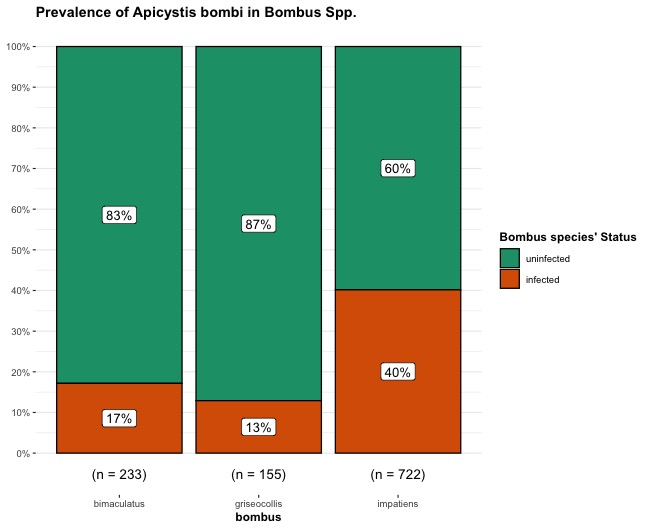 Prevalence of Apicystis bombi in Bombus Spp.
100%
90%
80%
70%
60%
50%
40%
30%
20%
10%
0%
83%
87%
60%
17%
13%
40%
(n = 233)
(n = 155)
(n = 722)
bimaculatus
griseocollis
impatiens
bombus
Bombus species' Status
uninfected
infected